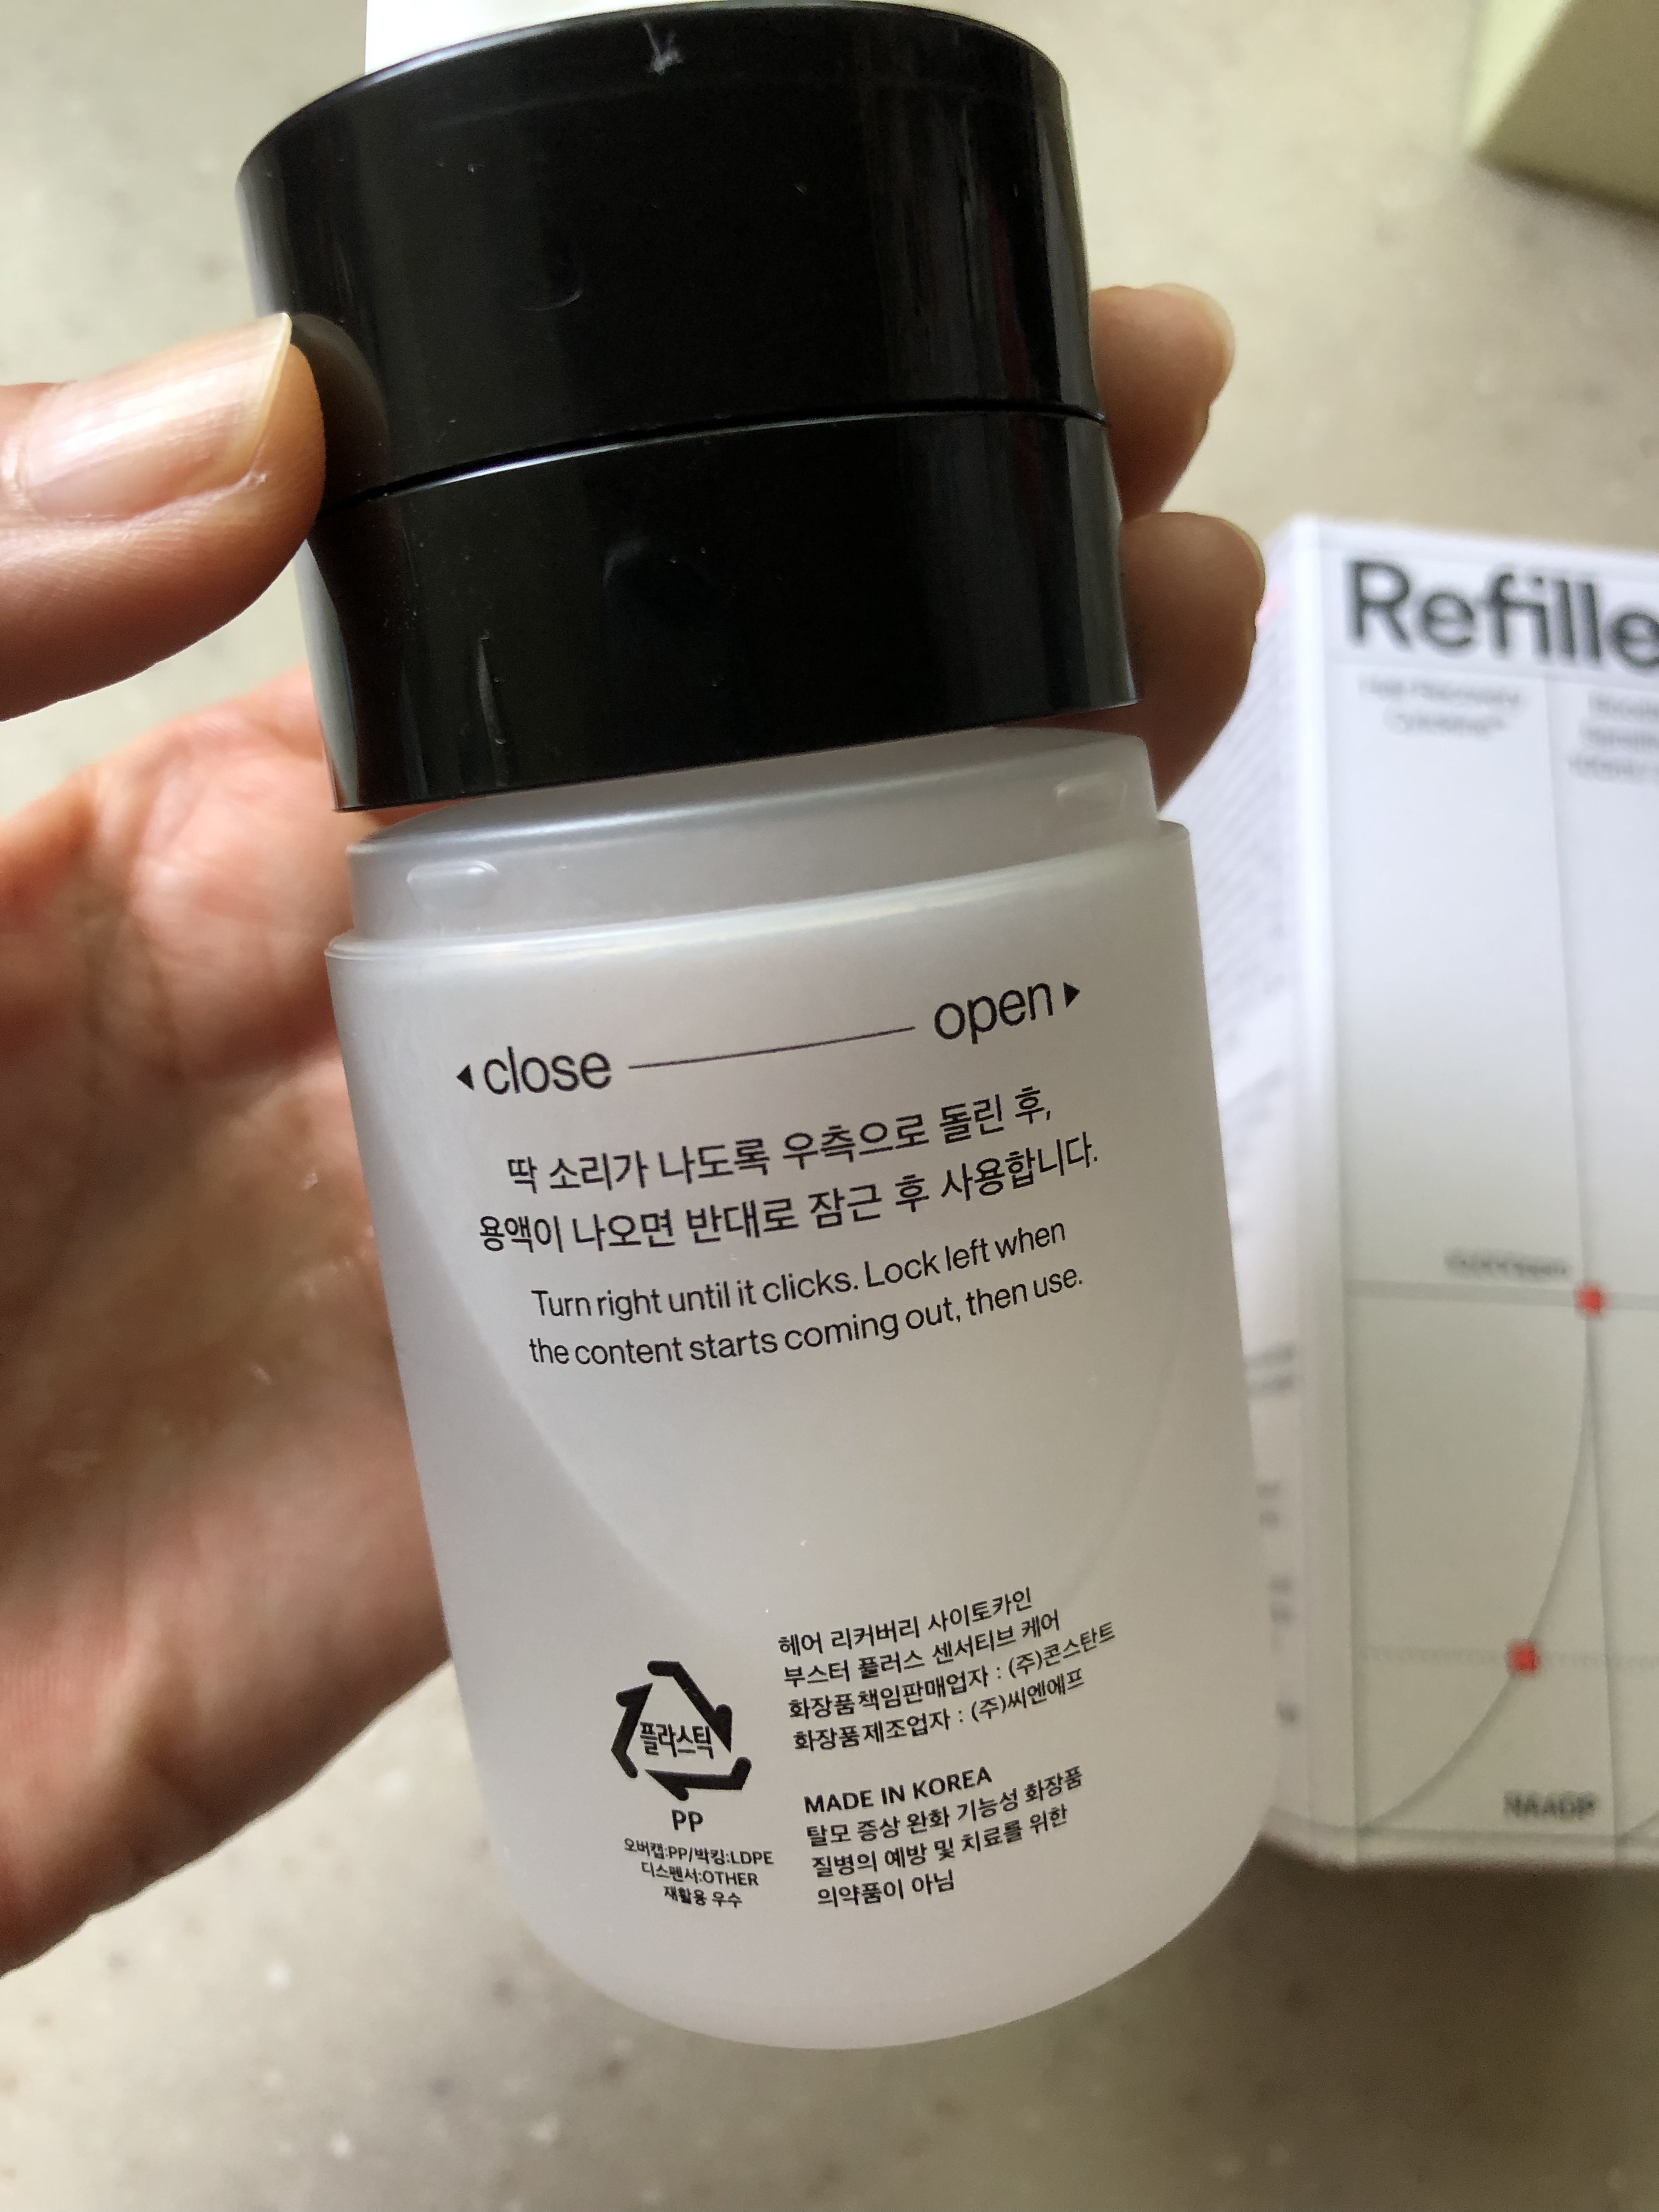 ◂close — open▸
딱 소리가 나도록 우측으로 돌린 후,
용액이 나오면 반대로 잠근 후 사용합니다.
Turn right until it clicks. Lock left when
the content starts coming out, then use.
플라스틱
PP
오버캡:PP/박킹:LDPE
디스펜서:OTHER
재활용 우수
헤어 리커버리 사이토카인
부스터 플러스 센서티브 케어
화장품책임판매업자 : (주)콘스탄트
화장품제조업자 : (주)씨엔에프
MADE IN KOREA
탈모 증상 완화 기능성 화장품
질병의 예방 및 치료를 위한
의약품이 아님
Refille
Hair Recovery
Cytokine™